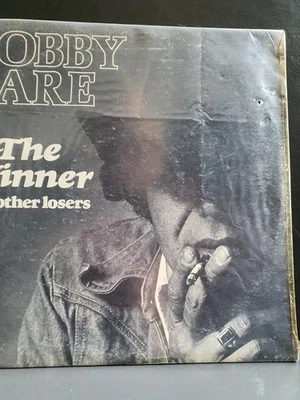 OBBY
ARE
The
inner
other losers